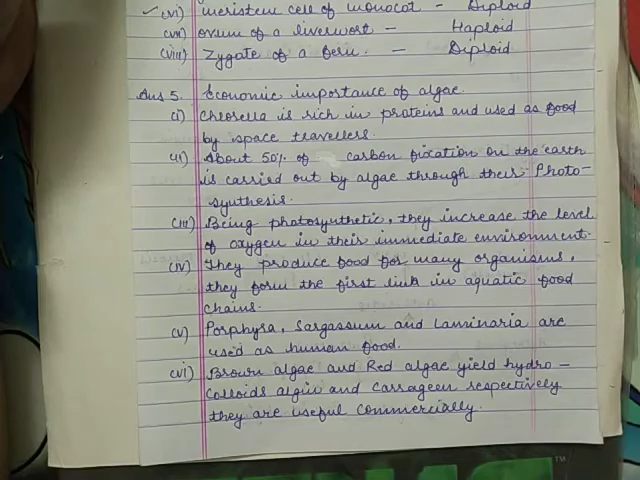 (vi) meristem cell of monocot - Diploid
(vii) ovum of a liverwort - Haploid
(viii) Zygate of a fern. - Diploid
Ans 5. Economic importance of algae.
(i) Chlorella is rich in proteins and used as food
by space travellers.
(ii) About 50% of carbon fixation on the earth
is carried out by algae through their Photo-
synthesis.
(iii) Being photosynthetic, they increase the level
of oxygen in their immediate environment.
(iv) They produce food for many organisms,
they form the first link in aquatic food
chains.
(v) Porphyra, Sargassum and Laminaria are
used as human food.
(vi) Brown algae and Red algae yield hydro-
colloids algin and carrageen respectively
they are useful commercially.
TM